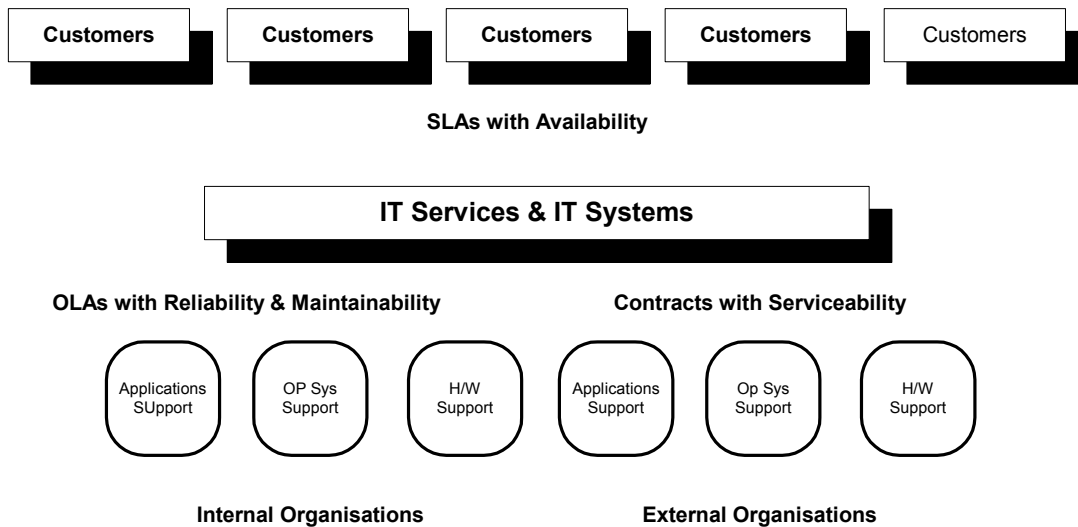 Customers
Customers
Customers
Customers
Customers
SLAs with Availability
IT Services & IT Systems
OLAs with Reliability & Maintainability
Contracts with Serviceability
Applications
SUpport
OP Sys
Support
H/W
Support
Applications
Support
Op Sys
Support
H/W
Support
Internal Organisations
External Organisations